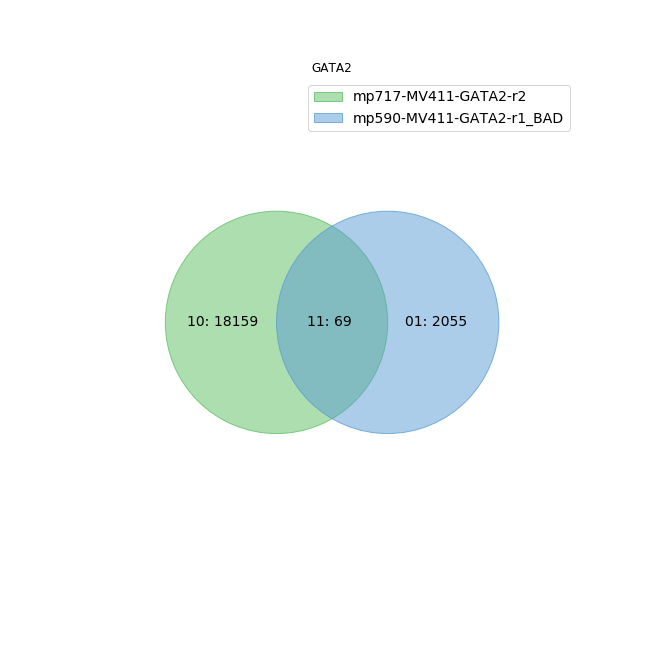 GATA2
mp717-MV411-GATA2-r2
mp590-MV411-GATA2-r1_BAD
10: 18159
11: 69
01: 2055